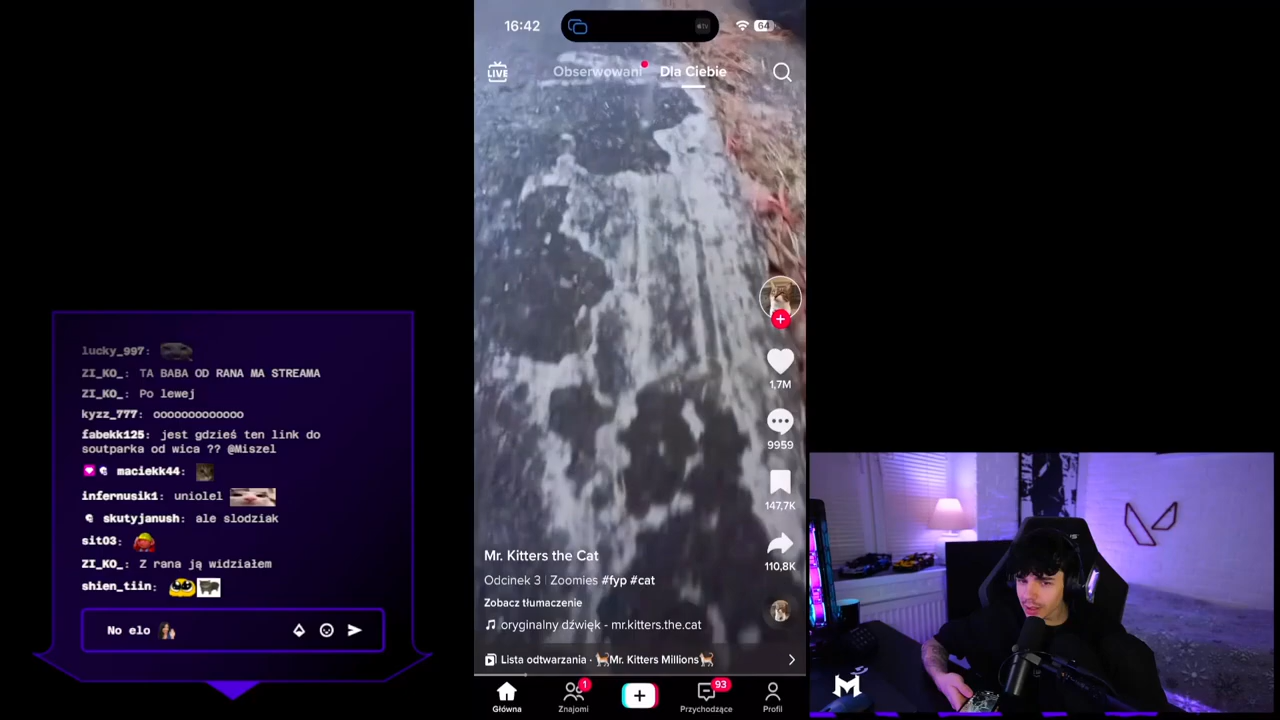 16:42
64
LIVE
Obserwowani
Dla Ciebie
1,7M
9959
147,7K
110,8K
Mr. Kitters the Cat
Odcinek 3 | Zoomies #fyp #cat
Zobacz tłumaczenie
oryginalny dźwięk - mr.kitters.the.cat
Lista odtwarzania · 🐈Mr. Kitters Millions🐈
Główna
Znajomi
1
Przychodzące
93
Profil
lucky_997:
ZI_KO_: TA BABA OD RANA MA STREAMA
ZI_KO_: Po lewej
kyzz_777: ooooooooooooo
fabekk125: jest gdzieś ten link do
soutparka od wica ?? @Miszel
maciekk44:
infernusik1: uniolel
skutyjanush: ale slodziak
sit03:
ZI_KO_: Z rana ją widziałem
shien_tiin:
No elo